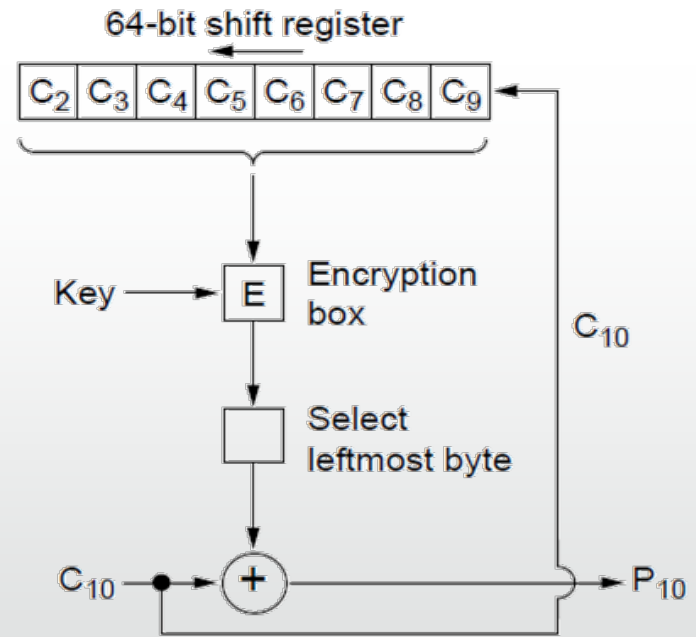 64-bit shift register
C₂ C₃ C₄ C₅ C₆ C₇ C₈ C₉
Key
E
Encryption
box
C₁₀
Select
leftmost byte
C₁₀ + P₁₀